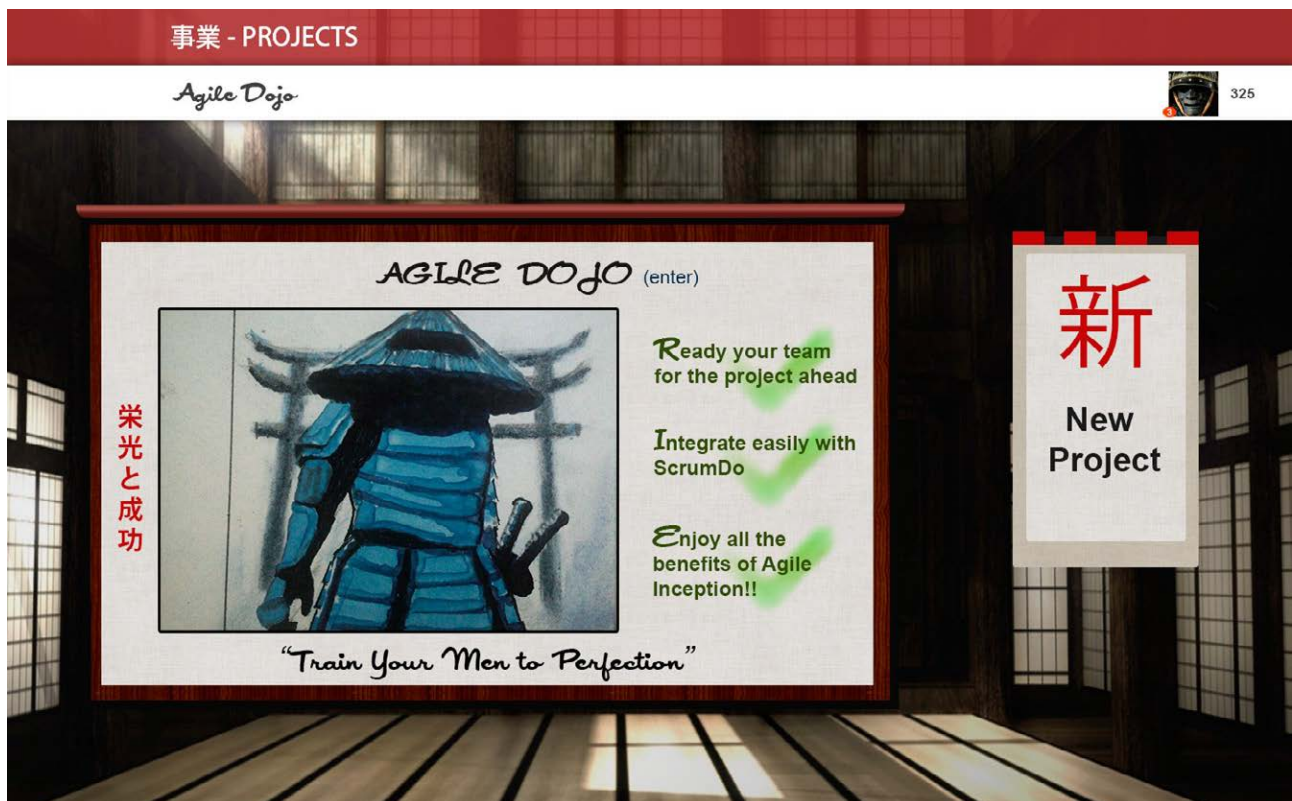 事業 - PROJECTS
Agile Dojo
3
325
AGILE DOJO (enter)
栄光と成功
Ready your team
for the project ahead
Integrate easily with
ScrumDo
Enjoy all the
benefits of Agile
Inception!!
“Train Your Men to Perfection”
新
New
Project